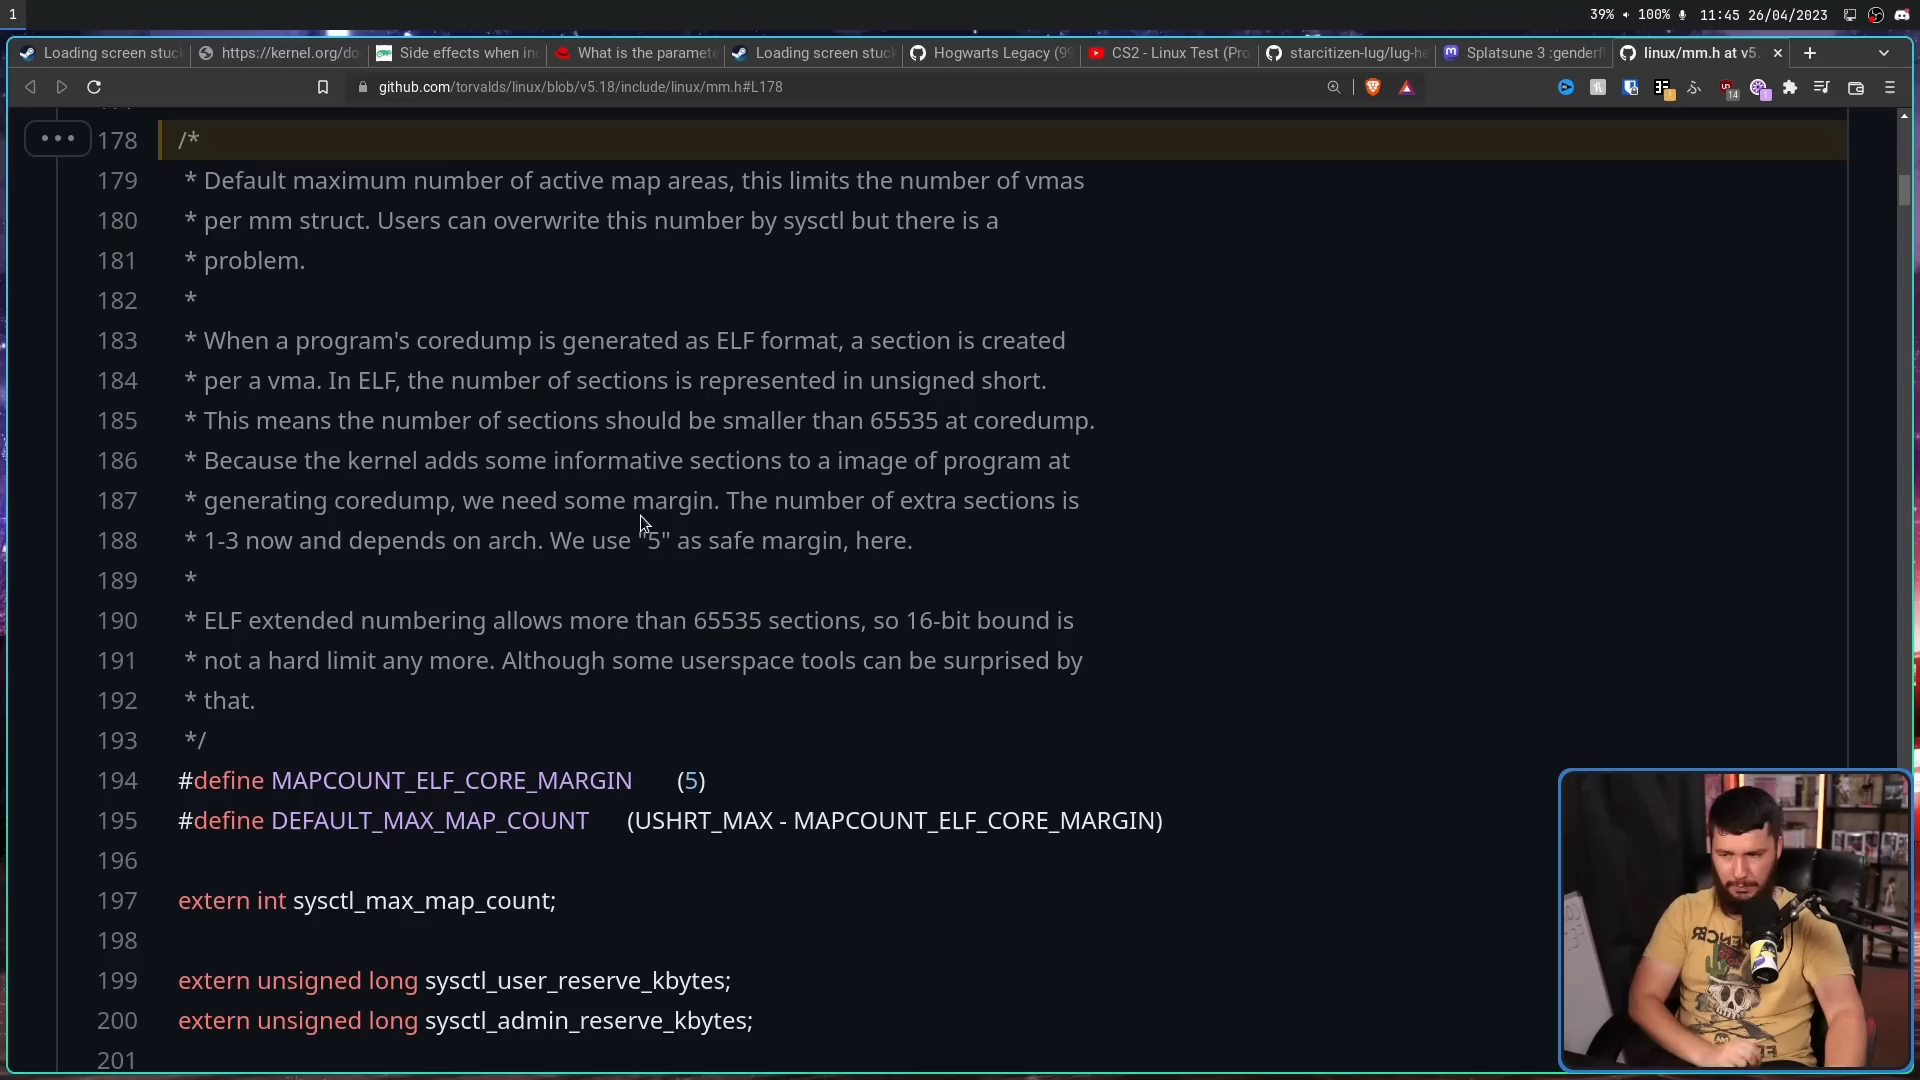 1
39% 100% 11:45 26/04/2023
Loading screen stuc
https://kernel.org/do
Side effects when in
What is the paramete
Loading screen stuc
Hogwarts Legacy (99
CS2 - Linux Test (Pro
starcitizen-lug/lug-he
Splatsune 3 :genderf
linux/mm.h at v5.
github.com/torvalds/linux/blob/v5.18/include/linux/mm.h#L178
178 /*
179 * Default maximum number of active map areas, this limits the number of vmas
180 * per mm struct. Users can overwrite this number by sysctl but there is a
181 * problem.
182 *
183 * When a program's coredump is generated as ELF format, a section is created
184 * per a vma. In ELF, the number of sections is represented in unsigned short.
185 * This means the number of sections should be smaller than 65535 at coredump.
186 * Because the kernel adds some informative sections to a image of program at
187 * generating coredump, we need some margin. The number of extra sections is
188 * 1-3 now and depends on arch. We use "5" as safe margin, here.
189 *
190 * ELF extended numbering allows more than 65535 sections, so 16-bit bound is
191 * not a hard limit any more. Although some userspace tools can be surprised by
192 * that.
193 */
194 #define MAPCOUNT_ELF_CORE_MARGIN (5)
195 #define DEFAULT_MAX_MAP_COUNT (USHRT_MAX - MAPCOUNT_ELF_CORE_MARGIN)
196
197 extern int sysctl_max_map_count;
198
199 extern unsigned long sysctl_user_reserve_kbytes;
200 extern unsigned long sysctl_admin_reserve_kbytes;
201